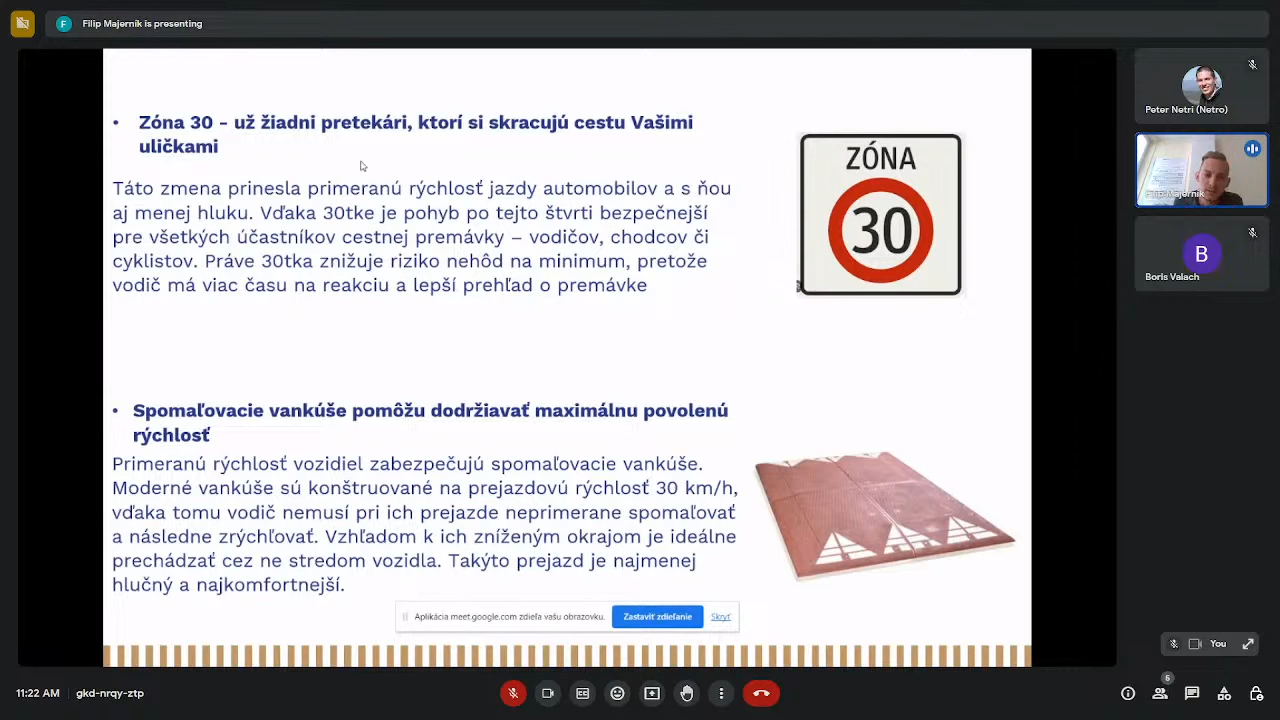 Filip Majerník is presenting
• Zóna 30 - už žiadni pretekári, ktorí si skracujú cestu Vašimi
uličkami
Táto zmena prinesla primeranú rýchlosť jazdy automobilov a s ňou
aj menej hluku. Vďaka 30tke je pohyb po tejto štvrti bezpečnejší
pre všetkých účastníkov cestnej premávky – vodičov, chodcov či
cyklistov. Práve 30tka znižuje riziko nehôd na minimum, pretože
vodič má viac času na reakciu a lepší prehľad o premávke
ZÓNA
30
• Spomaľovacie vankúše pomôžu dodržiavať maximálnu povolenú
rýchlosť
Primeranú rýchlosť vozidiel zabezpečujú spomaľovacie vankúše.
Moderné vankúše sú konštruované na prejazdovú rýchlosť 30 km/h,
vďaka tomu vodič nemusí pri ich prejazde neprimerane spomaľovať
a následne zrýchľovať. Vzhľadom k ich zníženým okrajom je ideálne
prechádzať cez ne stredom vozidla. Takýto prejazd je najmenej
hlučný a najkomfortnejší.
Aplikácia meet.google.com zdieľa vašu obrazovku.
Zastaviť zdieľanie
Skryť
F
Peter Netri (Netro)
Filip Majerník
B
Boris Valach
You
11:22 AM
gkd-nrqy-ztp
5